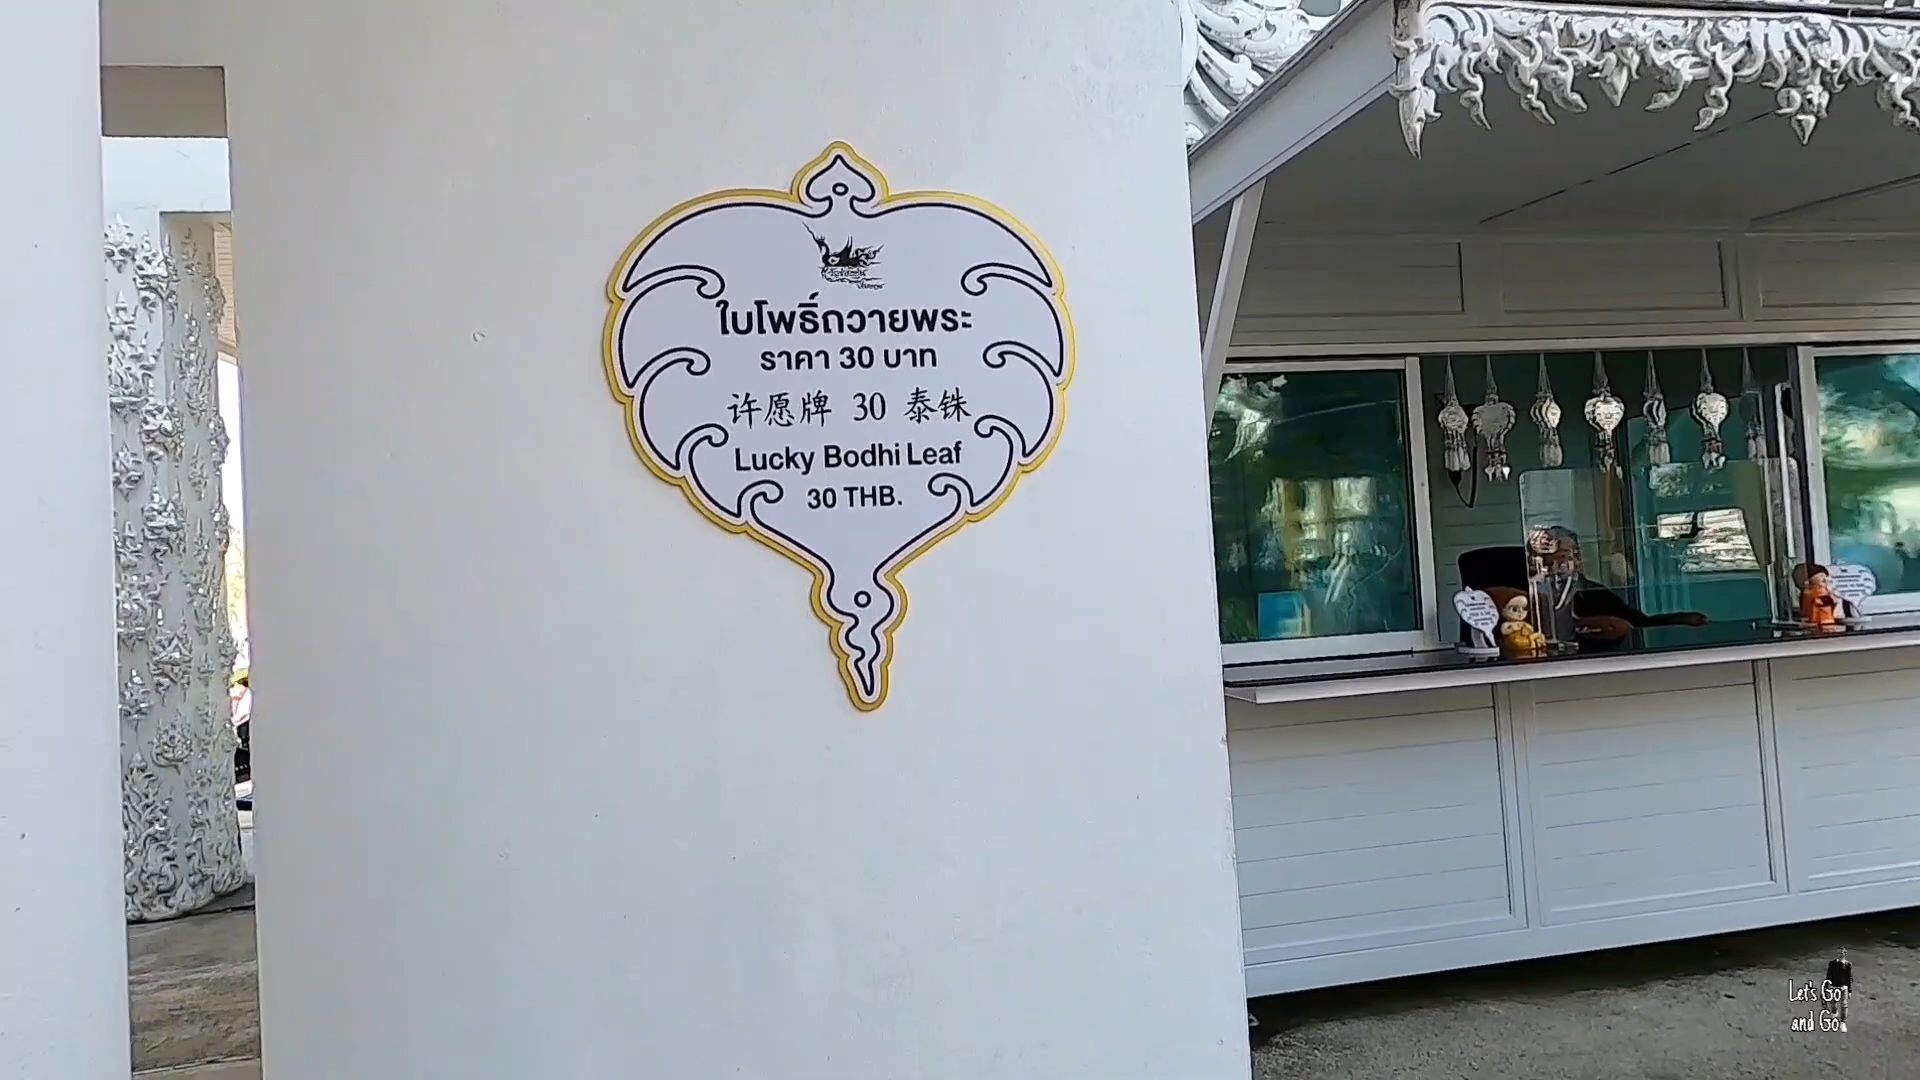 ใบโพธิ์ถวายพระ
ราคา 30 บาท
许愿牌 30 泰铢
Lucky Bodhi Leaf
30 THB.
Let's Go
and Go